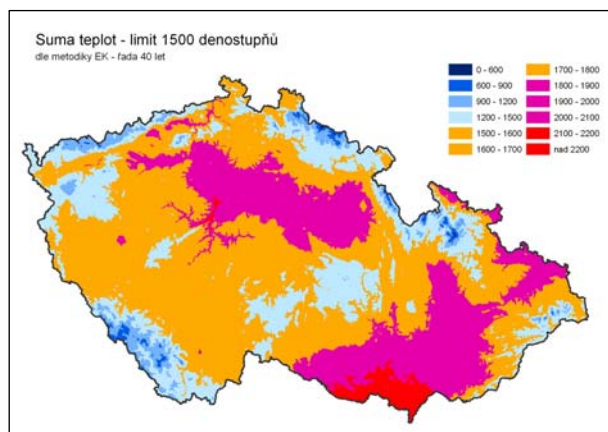 Suma teplot - limit 1500 denostupňů
dle metodiky EK - řada 40 let
0 - 600
600 - 900
900 - 1200
1200 - 1500
1500 - 1600
1600 - 1700
1700 - 1800
1800 - 1900
1900 - 2000
2000 - 2100
2100 - 2200
nad 2200